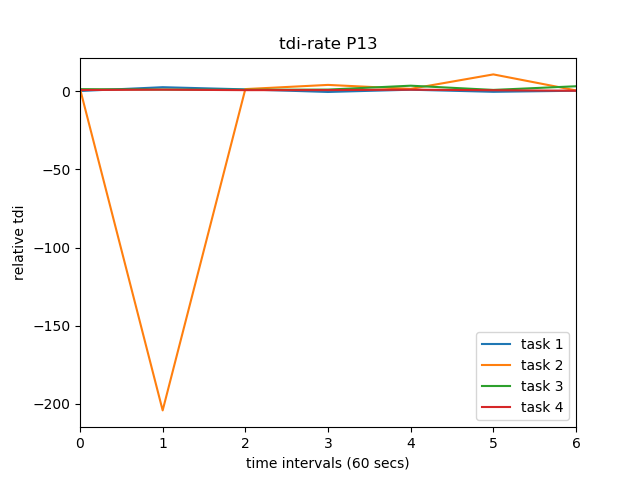 tdi-rate P13
relative tdi
0
−50
−100
−150
−200
0 1 2 3 4 5 6
time intervals (60 secs)
task 1
task 2
task 3
task 4